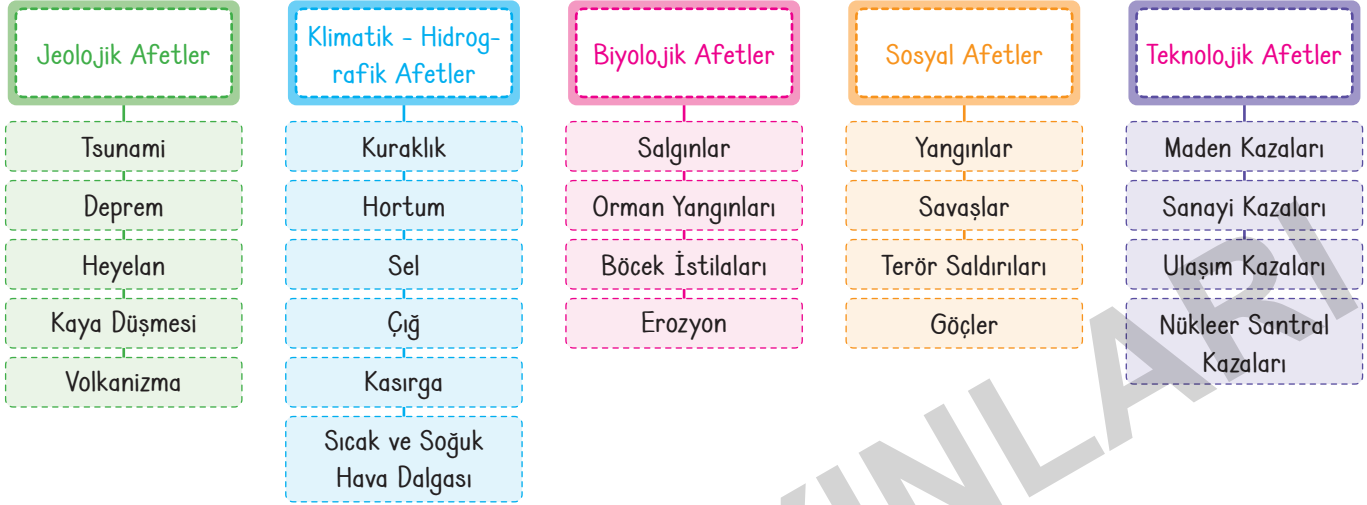 Jeolojik Afetler
Tsunami
Deprem
Heyelan
Kaya Düşmesi
Volkanizma
Klimatik - Hidrog-
rafik Afetler
Kuraklık
Hortum
Sel
Çığ
Kasırga
Sıcak ve Soğuk
Hava Dalgası
Biyolojik Afetler
Salgınlar
Orman Yangınları
Böcek İstilaları
Erozyon
Sosyal Afetler
Yangınlar
Savaşlar
Terör Saldırıları
Göçler
Teknolojik Afetler
Maden Kazaları
Sanayi Kazaları
Ulaşım Kazaları
Nükleer Santral
Kazaları